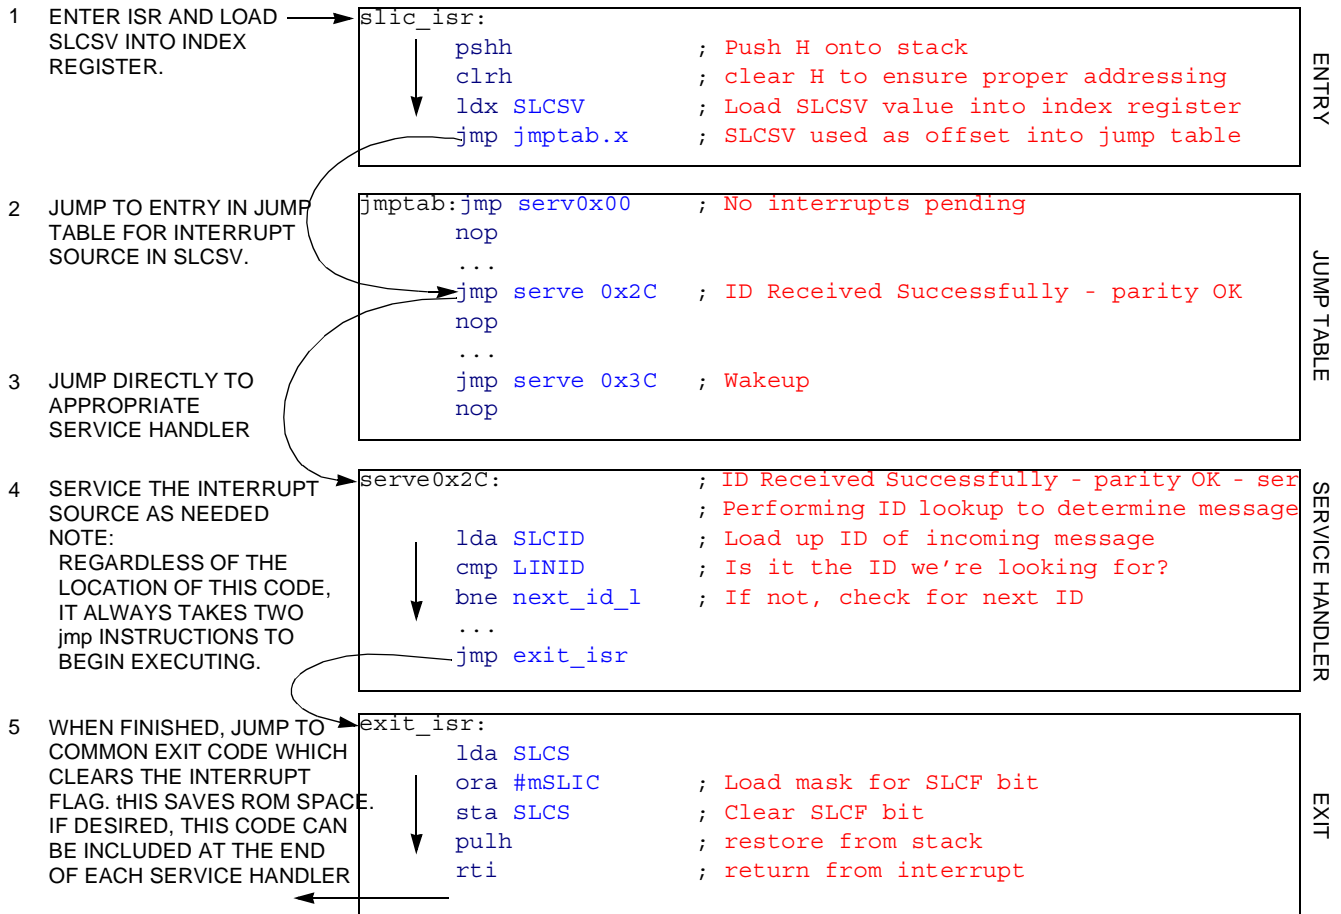 1 ENTER ISR AND LOAD
SLCSV INTO INDEX
REGISTER.
slic_isr:
pshh ; Push H onto stack
clrh ; clear H to ensure proper addressing
ldx SLCSV ; Load SLCSV value into index register
jmp jmptab.x ; SLCSV used as offset into jump table
ENTRY
2 JUMP TO ENTRY IN JUMP
TABLE FOR INTERRUPT
SOURCE IN SLCSV.
jmptab:jmp serv0x00 ; No interrupts pending
nop
...
jmp serve 0x2C ; ID Received Successfully - parity OK
nop
...
jmp serve 0x3C ; Wakeup
nop
JUMP TABLE
3 JUMP DIRECTLY TO
APPROPRIATE
SERVICE HANDLER
4 SERVICE THE INTERRUPT
SOURCE AS NEEDED
NOTE:
REGARDLESS OF THE
LOCATION OF THIS CODE,
IT ALWAYS TAKES TWO
jmp INSTRUCTIONS TO
BEGIN EXECUTING.
serve0x2C: ; ID Received Successfully - parity OK - ser
; Performing ID lookup to determine message
lda SLCID ; Load up ID of incoming message
cmp LINID ; Is it the ID we're looking for?
bne next_id_l ; If not, check for next ID
...
jmp exit_isr
SERVICE HANDLER
5 WHEN FINISHED, JUMP TO
COMMON EXIT CODE WHICH
CLEARS THE INTERRUPT
FLAG. tHIS SAVES ROM SPACE.
IF DESIRED, THIS CODE CAN
BE INCLUDED AT THE END
OF EACH SERVICE HANDLER
exit_isr:
lda SLCS
ora #mSLIC ; Load mask for SLCF bit
sta SLCS ; Clear SLCF bit
pulh ; restore from stack
rti ; return from interrupt
EXIT